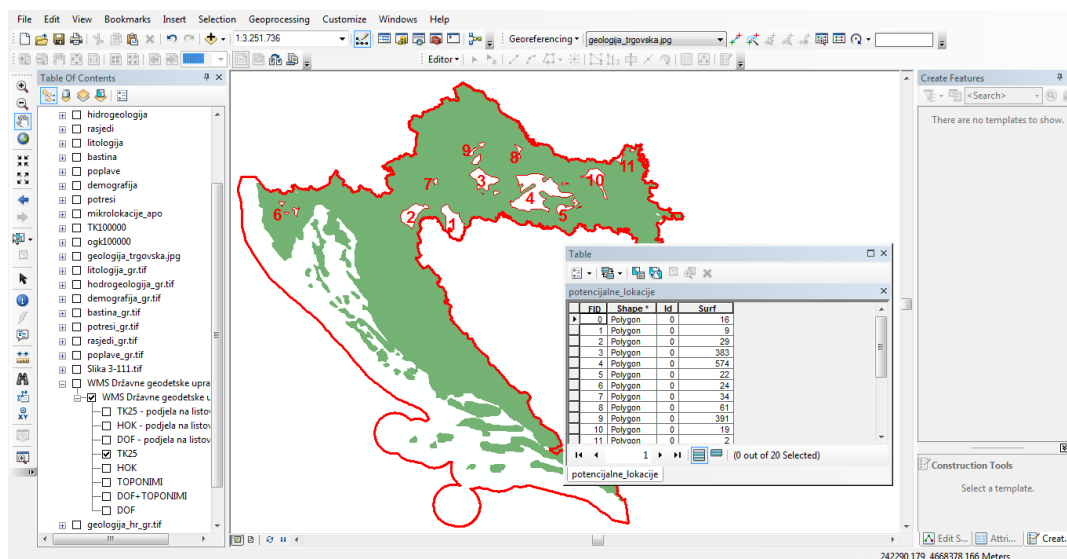 File Edit View Bookmarks Insert Selection Geoprocessing Customize Windows Help
1:3.251.736
Georeferencing
geologija_trgovska.jpg
100%
Editor
Table Of Contents
hidrogeologija
rasjedi
litologija
bastina
poplave
demografija
potresi
mikrolokacije_apo
TK100000
ogk100000
geologija_trgovska.jpg
litologija_gr.tif
hodrogeologija_gr.tif
demografija_gr.tif
bastina_gr.tif
potresi_gr.tif
rasjedi_gr.tif
poplave_gr.tif
Slika 3-111.tif
WMS Državne geodetske upra
WMS Državne geodetske u
TK25 - podjela na listov
HOK - podjela na listov
DOF - podjela na listov
TK25
HOK
TOPONIMI
DOF+TOPONIMI
DOF
geologija_hr_gr.tif
9
8
11
7
3
10
4
6
2
1
5
Table
potencijalne_lokacije
FID Shape * Id Surf
0 Polygon 0 16
1 Polygon 0 9
2 Polygon 0 29
3 Polygon 0 383
4 Polygon 0 574
5 Polygon 0 22
6 Polygon 0 24
7 Polygon 0 34
8 Polygon 0 61
9 Polygon 0 391
10 Polygon 0 19
11 Polygon 0 2
1 (0 out of 20 Selected)
potencijalne_lokacije
Create Features
<Search>
There are no templates to show.
Construction Tools
Select a template.
Edit S... Attri... Creat...
242290,179 4668378,166 Meters